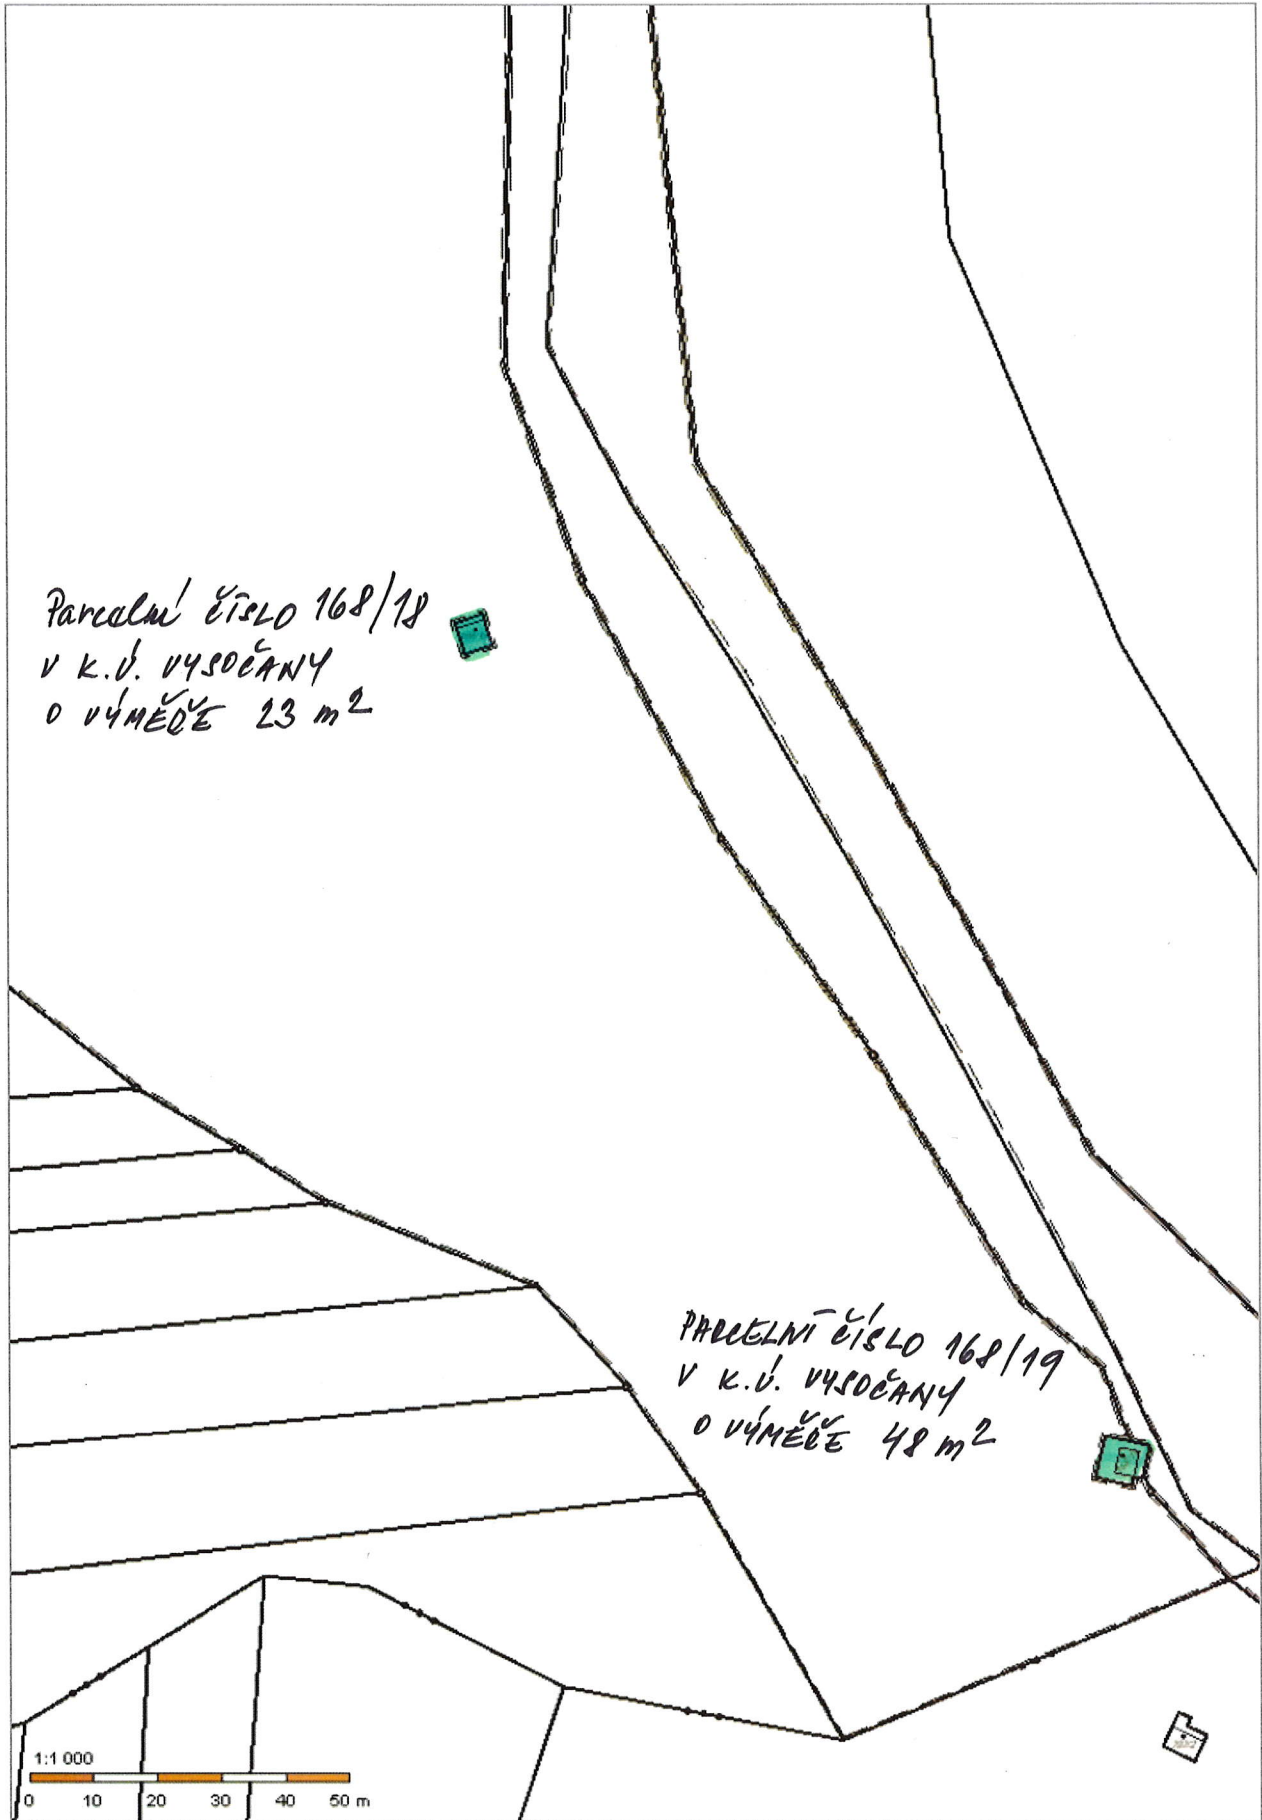 Parcelní číslo 168/18
V K.Ú. VYSOČANY
O VÝMĚŘE 23 m²
PARCELNÍ ČÍSLO 168/19
V K.Ú. VYSOČANY
O VÝMĚŘE 48 m²
1:1 000
0 10 20 30 40 50 m